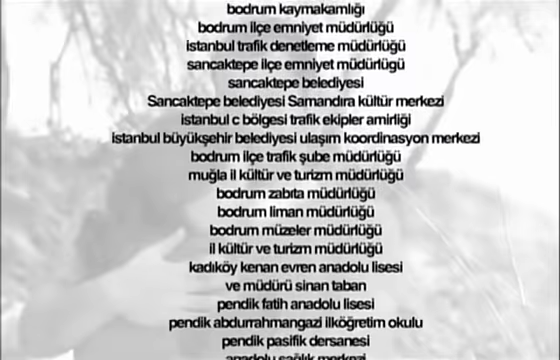 bodrum kaymakamlığı
bodrum ilçe emniyet müdürlüğü
istanbul trafik denetleme müdürlüğü
sancaktepe ilçe emniyet müdürlüğü
sancaktepe belediyesi
Sancaktepe belediyesi Samandıra kültür merkezi
istanbul c bölgesi trafik ekipler amirliği
istanbul büyükşehir belediyesi ulaşım koordinasyon merkezi
bodrum ilçe trafik şube müdürlüğü
muğla il kültür ve turizm müdürlüğü
bodrum zabıta müdürlüğü
bodrum liman müdürlüğü
bodrum müzeler müdürlüğü
il kültür ve turizm müdürlüğü
kadıköy kenan evren anadolu lisesi
ve müdürü sinan taban
pendik fatih anadolu lisesi
pendik abdurrahmangazi ilköğretim okulu
pendik pasifik dersanesi
anadolu sağlık merkezi